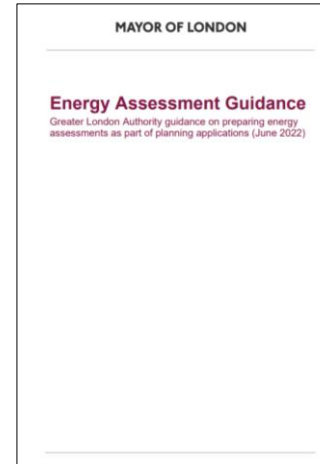 MAYOR OF LONDON
Energy Assessment Guidance
Greater London Authority guidance on preparing energy
assessments as part of planning applications (June 2022)